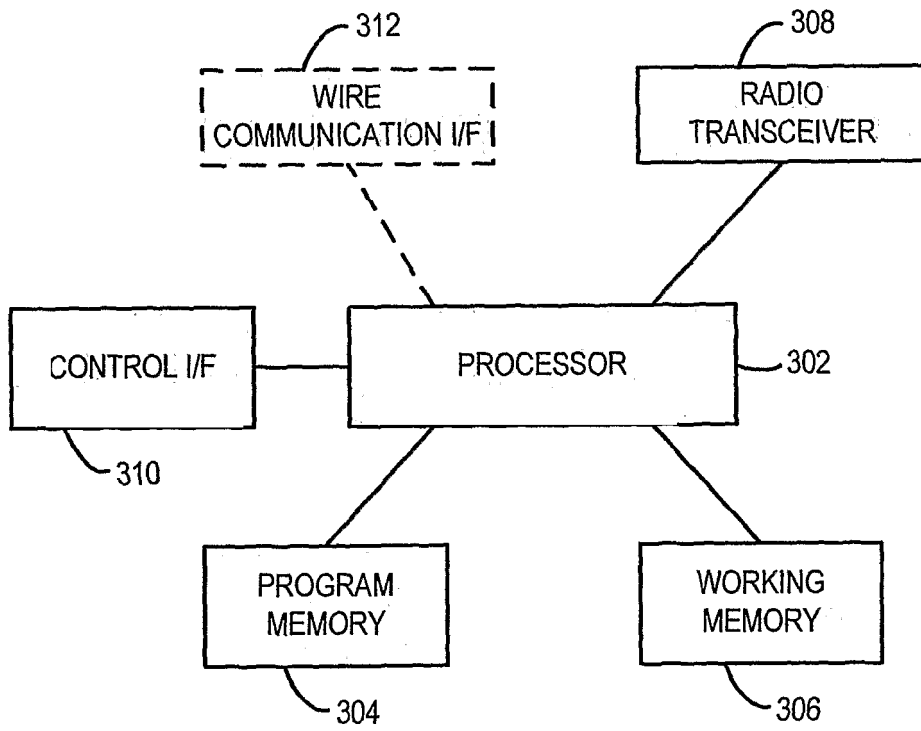 312
308
WIRE
COMMUNICATION I/F
RADIO
TRANSCEIVER
CONTROL I/F
PROCESSOR
302
310
PROGRAM
MEMORY
WORKING
MEMORY
304
306